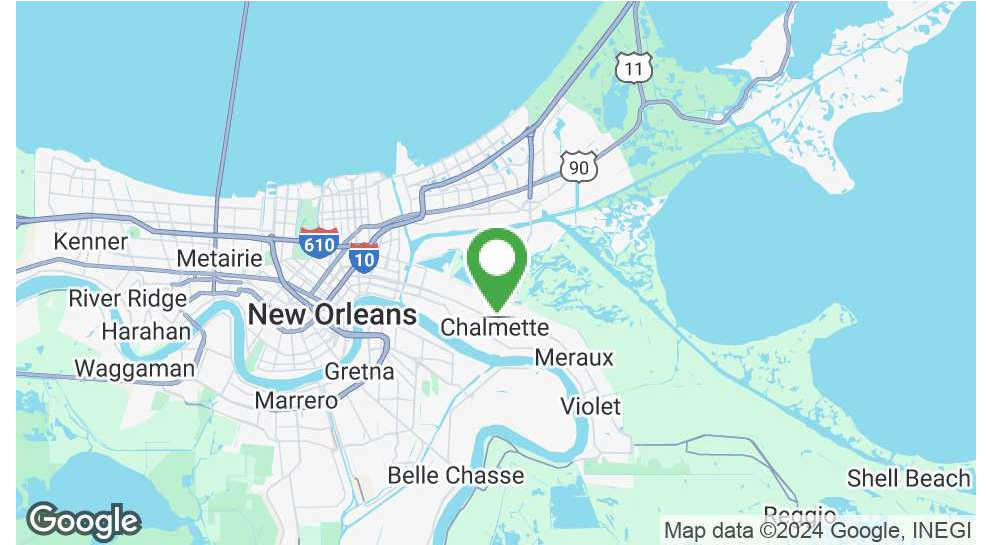 11
90
Kenner
610
Metairie
10
River Ridge
New Orleans
Harahan
Chalmette
Meraux
Waggaman
Gretna
Marrero
Violet
Belle Chasse
Shell Beach
Reggio
Google
Map data ©2024 Google, INEGI